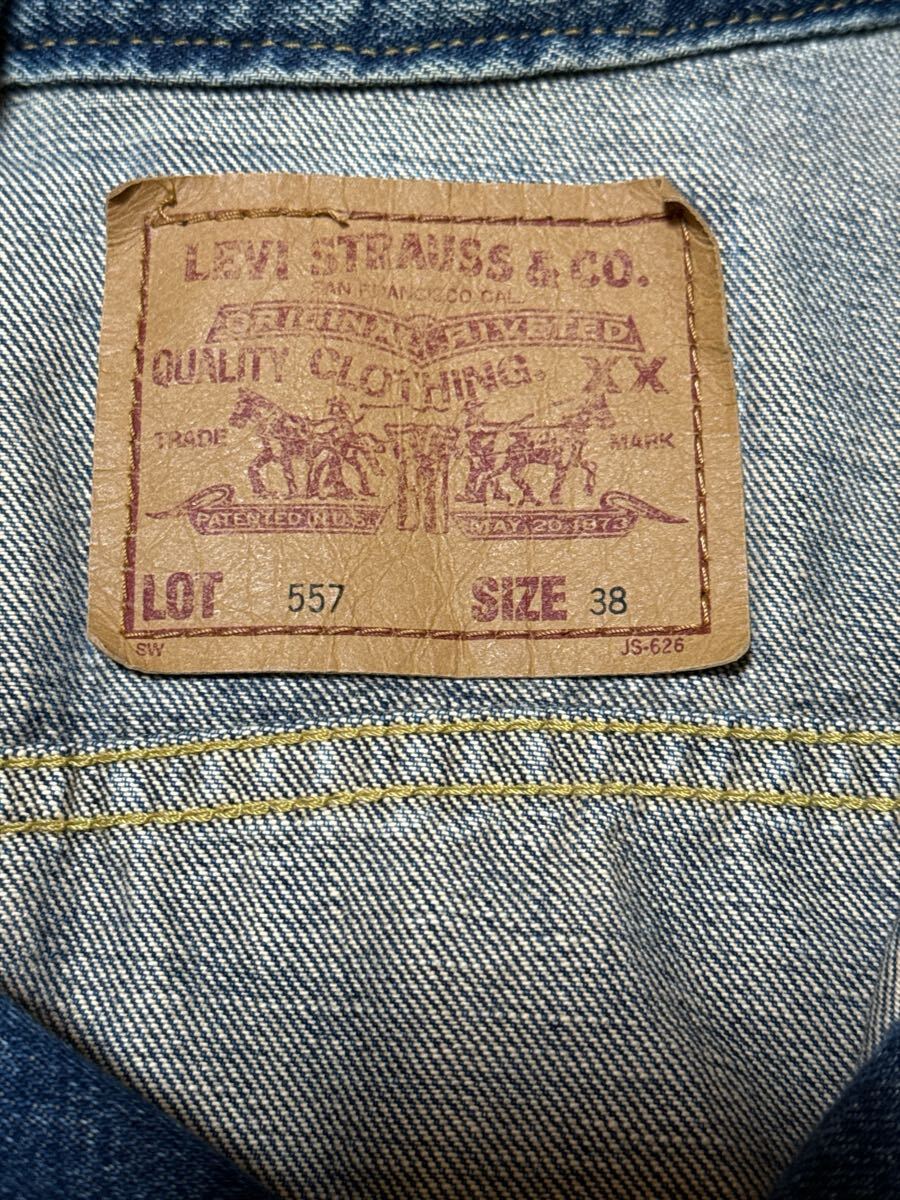 LEVI STRAUSS & CO.
SAN FRANCISCO CAL.
ORIGINAL RIVETED
QUALITY CLOTHING. XX
TRADE MARK
PATENTED IN U.S. MAY 20 1873
LOT 557 SIZE 38
SW JS-626